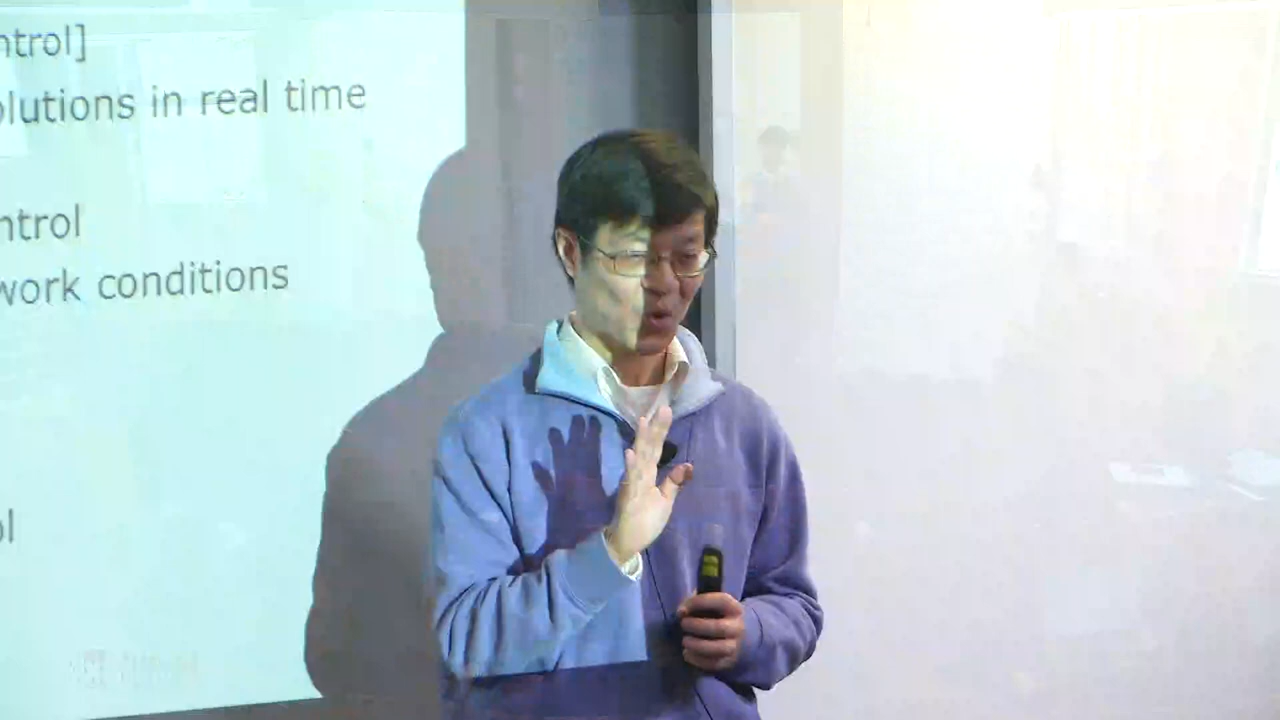 ntrol]
olutions in real time
ntrol
work conditions
ol